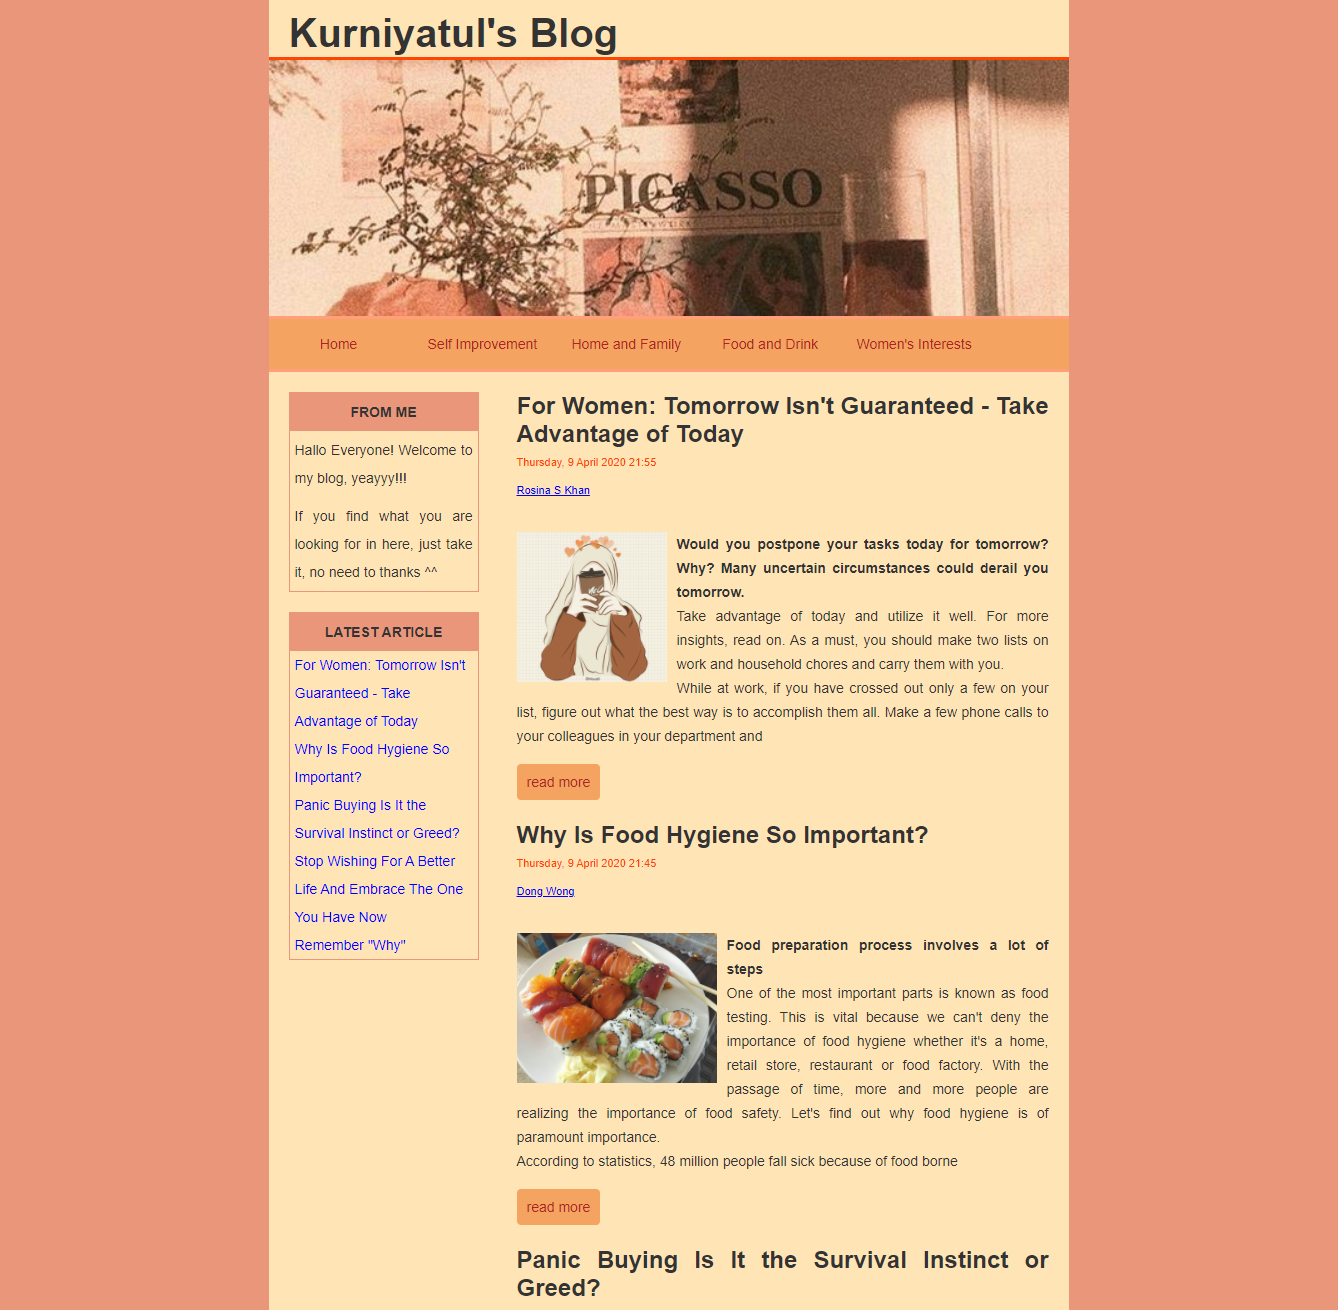 Kurniyatul's Blog
PICASSO
Home
Self Improvement
Home and Family
Food and Drink
Women's Interests
FROM ME
Hallo Everyone! Welcome to
my blog, yeayyy!!!
If you find what you are
looking for in here, just take
it, no need to thanks ^^
LATEST ARTICLE
For Women: Tomorrow Isn't
Guaranteed - Take
Advantage of Today
Why Is Food Hygiene So
Important?
Panic Buying Is It the
Survival Instinct or Greed?
Stop Wishing For A Better
Life And Embrace The One
You Have Now
Remember "Why"
For Women: Tomorrow Isn't Guaranteed - Take
Advantage of Today
Thursday, 9 April 2020 21:55
Rosina S Khan
Would you postpone your tasks today for tomorrow?
Why? Many uncertain circumstances could derail you
tomorrow.
Take advantage of today and utilize it well. For more
insights, read on. As a must, you should make two lists on
work and household chores and carry them with you.
While at work, if you have crossed out only a few on your
list, figure out what the best way is to accomplish them all. Make a few phone calls to
your colleagues in your department and
read more
Why Is Food Hygiene So Important?
Thursday, 9 April 2020 21:45
Dong Wong
Food preparation process involves a lot of
steps
One of the most important parts is known as food
testing. This is vital because we can't deny the
importance of food hygiene whether it's a home,
retail store, restaurant or food factory. With the
passage of time, more and more people are
realizing the importance of food safety. Let's find out why food hygiene is of
paramount importance.
According to statistics, 48 million people fall sick because of food borne
read more
Panic Buying Is It the Survival Instinct or
Greed?